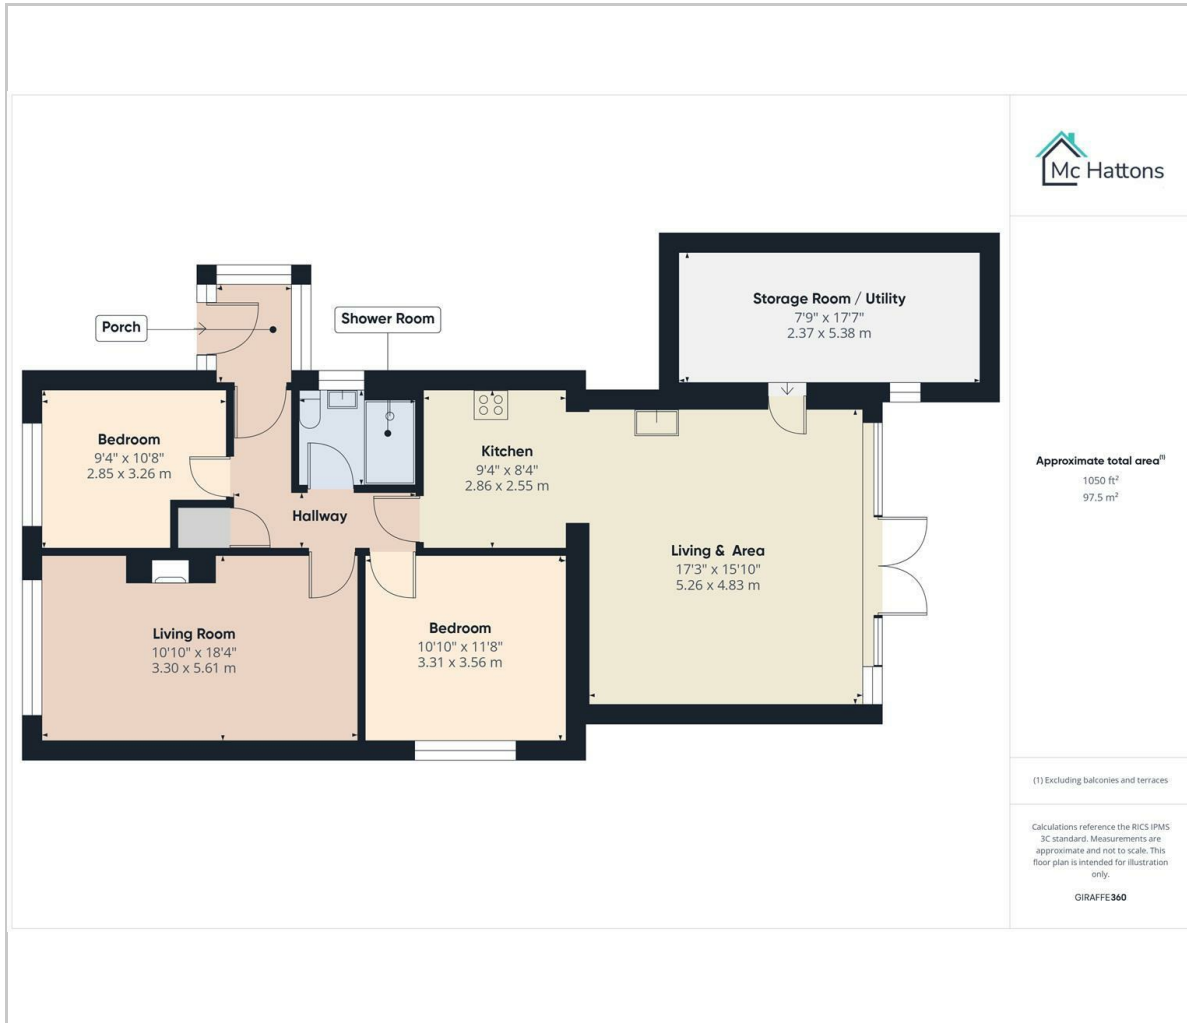 Mc Hattons
Porch
Shower Room
Storage Room / Utility
7'9" x 17'7"
2.37 x 5.38 m
Bedroom
9'4" x 10'8"
2.85 x 3.26 m
Kitchen
9'4" x 8'4"
2.86 x 2.55 m
Hallway
Living & Area
17'3" x 15'10"
5.26 x 4.83 m
Living Room
10'10" x 18'4"
3.30 x 5.61 m
Bedroom
10'10" x 11'8"
3.31 x 3.56 m
Approximate total area(1)
1050 ft²
97.5 m²
(1) Excluding balconies and terraces
Calculations reference the RICS IPMS
3C standard. Measurements are
approximate and not to scale. This
floor plan is intended for illustration
only.
GIRAFFE360